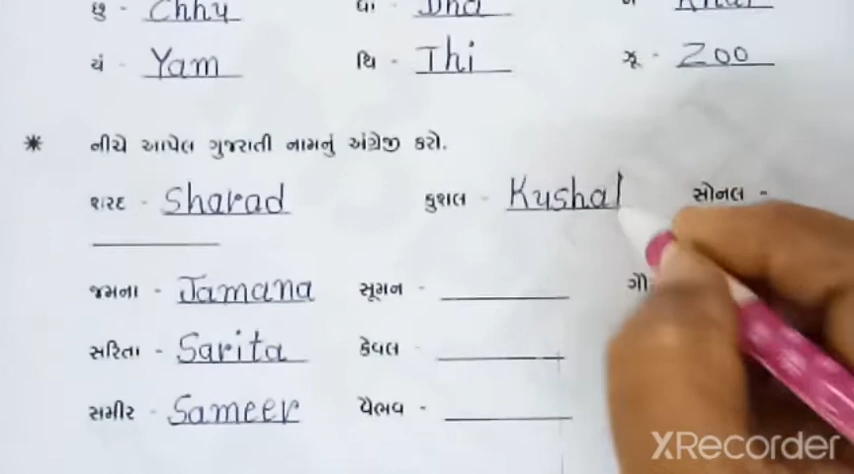 છુ - Chhu ધા - Dha
યં - Yam થિ - Thi ઝૂ - Zoo
* નીચે આપેલ ગુજરાતી નામનું અંગ્રેજી કરો.
શરદ - Sharad કુશલ - Kushal સોનલ -
જમના - Jamana સૂમન - ગૌ
સરિતા - Sarita કેવલ -
સમીર - Sameer વૈભવ -
XRecorder